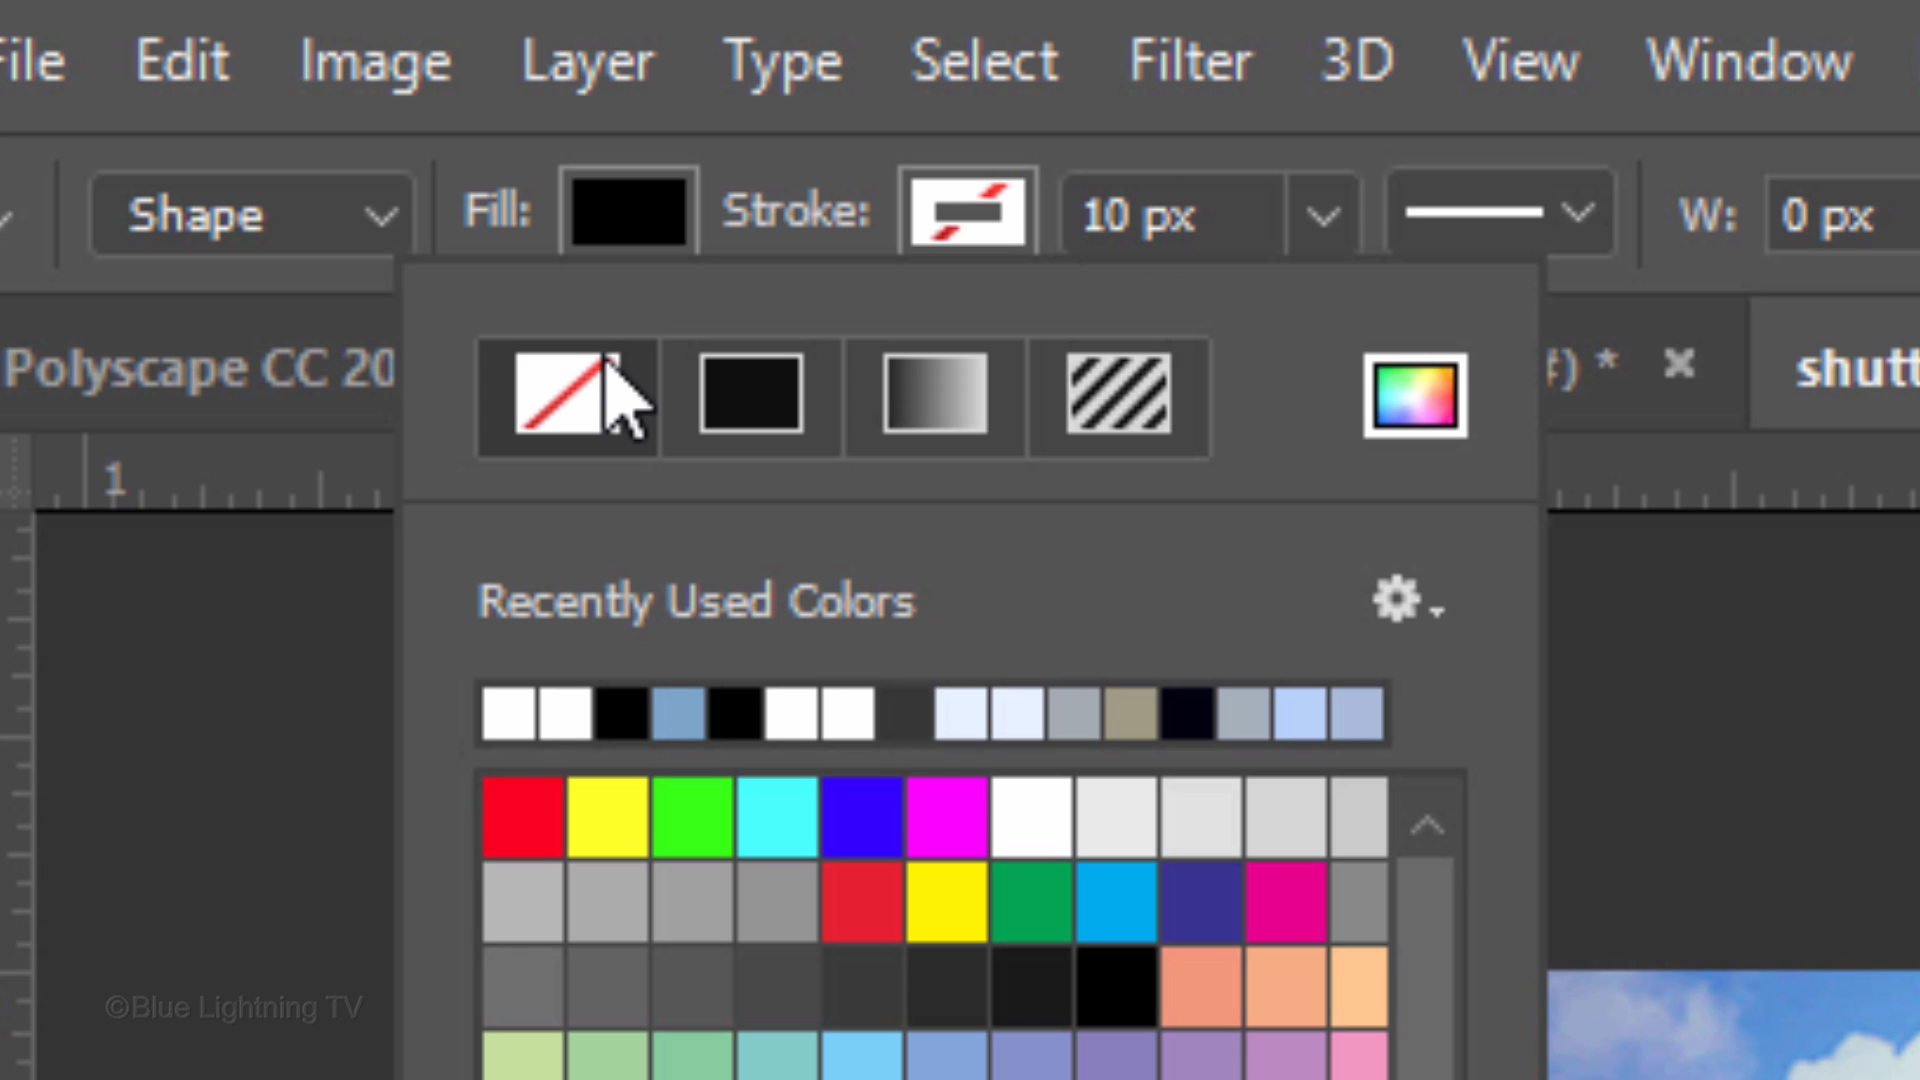 File Edit Image Layer Type Select Filter 3D View Window
Shape Fill: Stroke: 10 px W: 0 px
Polyscape CC 20 #) * shutt
1
Recently Used Colors
©Blue Lightning TV